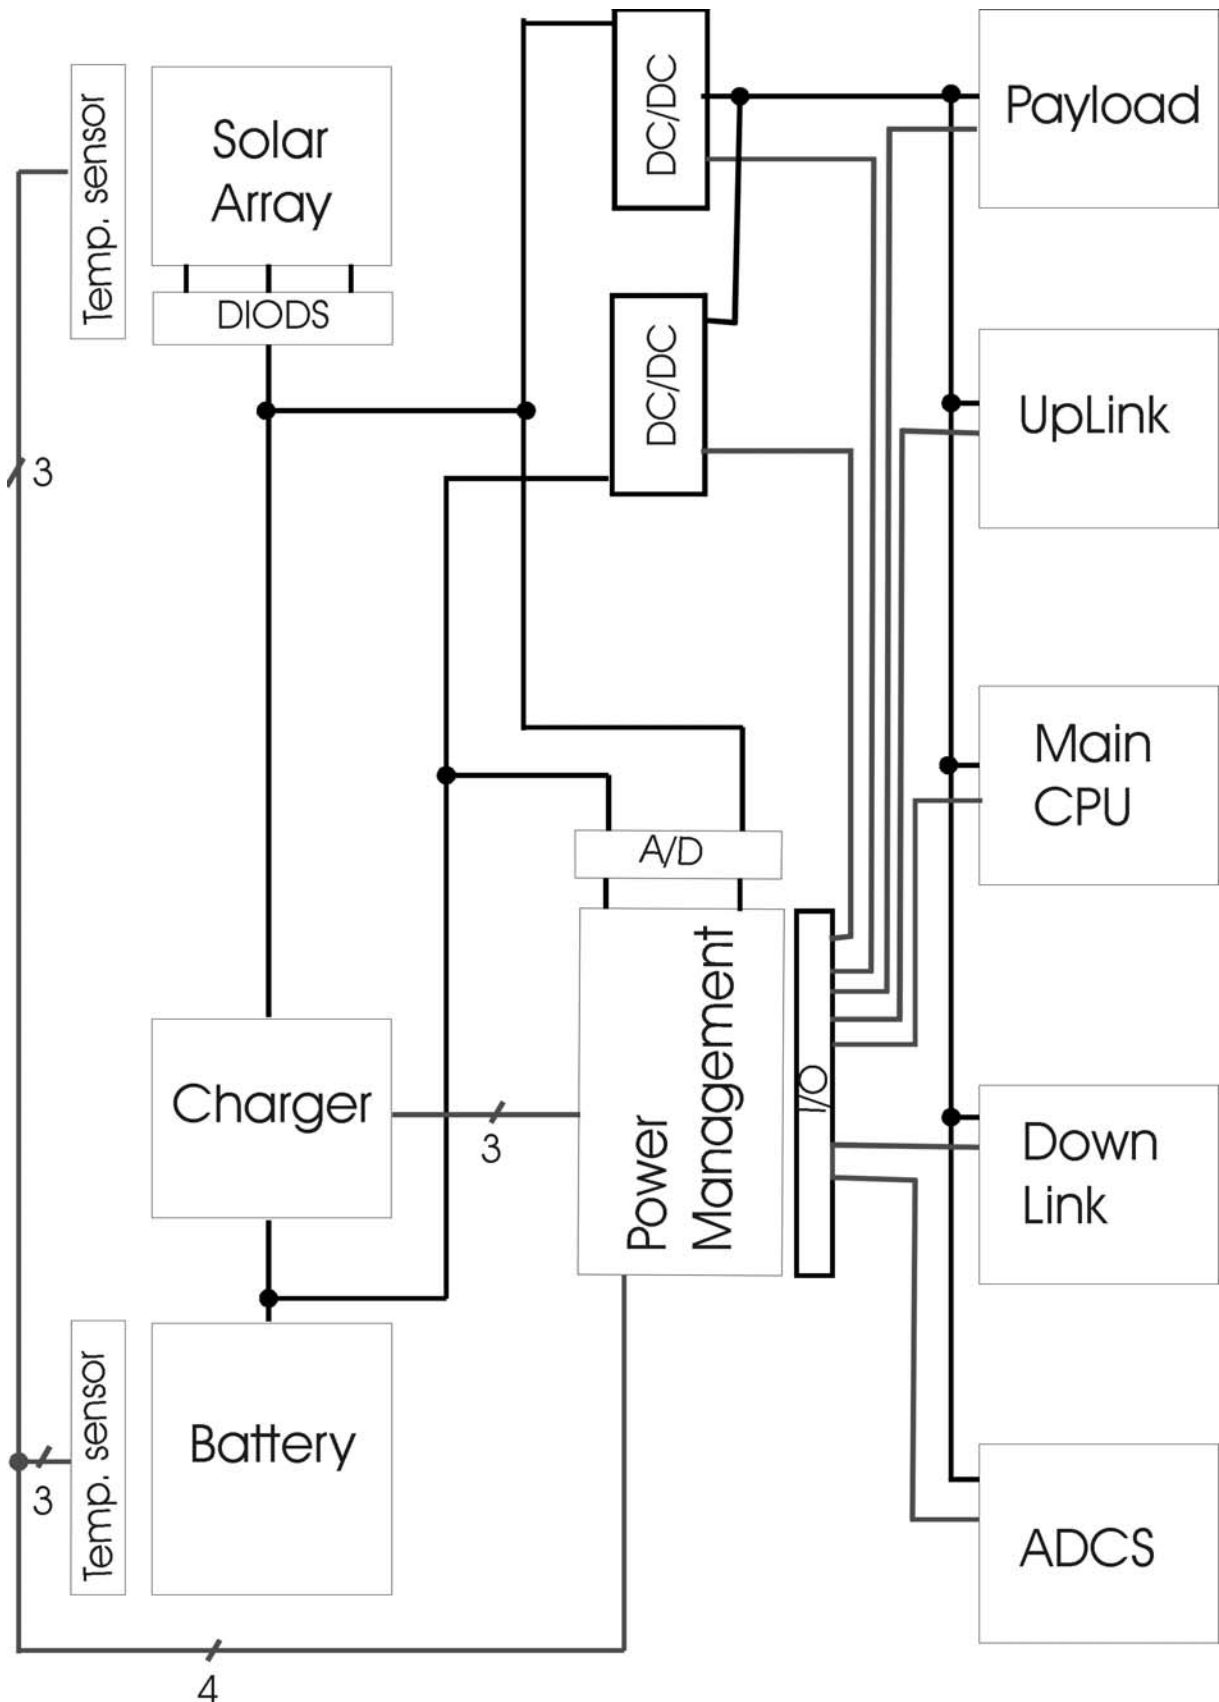 Temp. sensor
Solar
Array
DIODS
DC/DC
Payload
DC/DC
UpLink
3
Main
CPU
A/D
Power
Management
I/O
Charger
3
Down
Link
Temp. sensor
Battery
3
ADCS
4